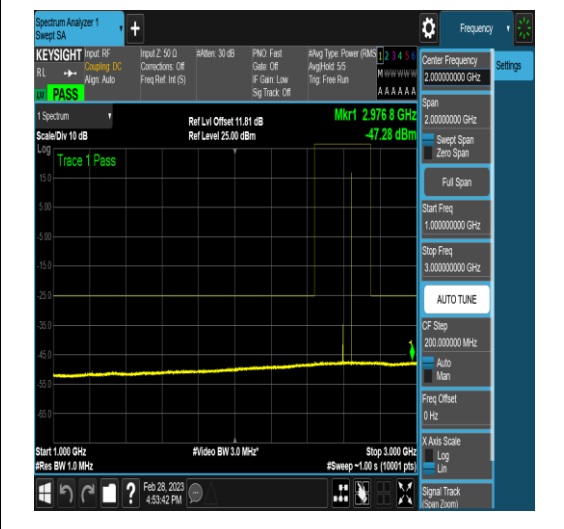 Spectrum Analyzer 1
Swept SA
Frequency
KEYSIGHT
RL
PASS
Input: RF
Coupling: DC
Align: Auto
Input Z: 50 Ω
Corrections: Off
Freq Ref: Int (S)
#Atten: 30 dB
PNO: Fast
Gate: Off
IF Gain: Low
Sig Track: Off
#Avg Type: Power (RMS
Avg|Hold: 5/5
Trig: Free Run
1 2 3 4 5 6
M w w w w w
A A A A A A
Settings
1 Spectrum
Scale/Div 10 dB
Ref Lvl Offset 11.81 dB
Ref Level 25.00 dBm
Mkr1 2.976 8 GHz
-47.28 dBm
Log
Trace 1 Pass
15.0
5.00
-5.00
-15.0
-25.0
-35.0
-45.0
-55.0
-65.0
1
Start 1.000 GHz
#Res BW 1.0 MHz
#Video BW 3.0 MHz*
Stop 3.000 GHz
#Sweep ~1.00 s (10001 pts)
?
Feb 28, 2023
4:53:42 PM
Center Frequency
2.000000000 GHz
Span
2.00000000 GHz
Swept Span
Zero Span
Full Span
Start Freq
1.000000000 GHz
Stop Freq
3.000000000 GHz
AUTO TUNE
CF Step
200.000000 MHz
Auto
Man
Freq Offset
0 Hz
X Axis Scale
Log
Lin
Signal Track
(Span Zoom)